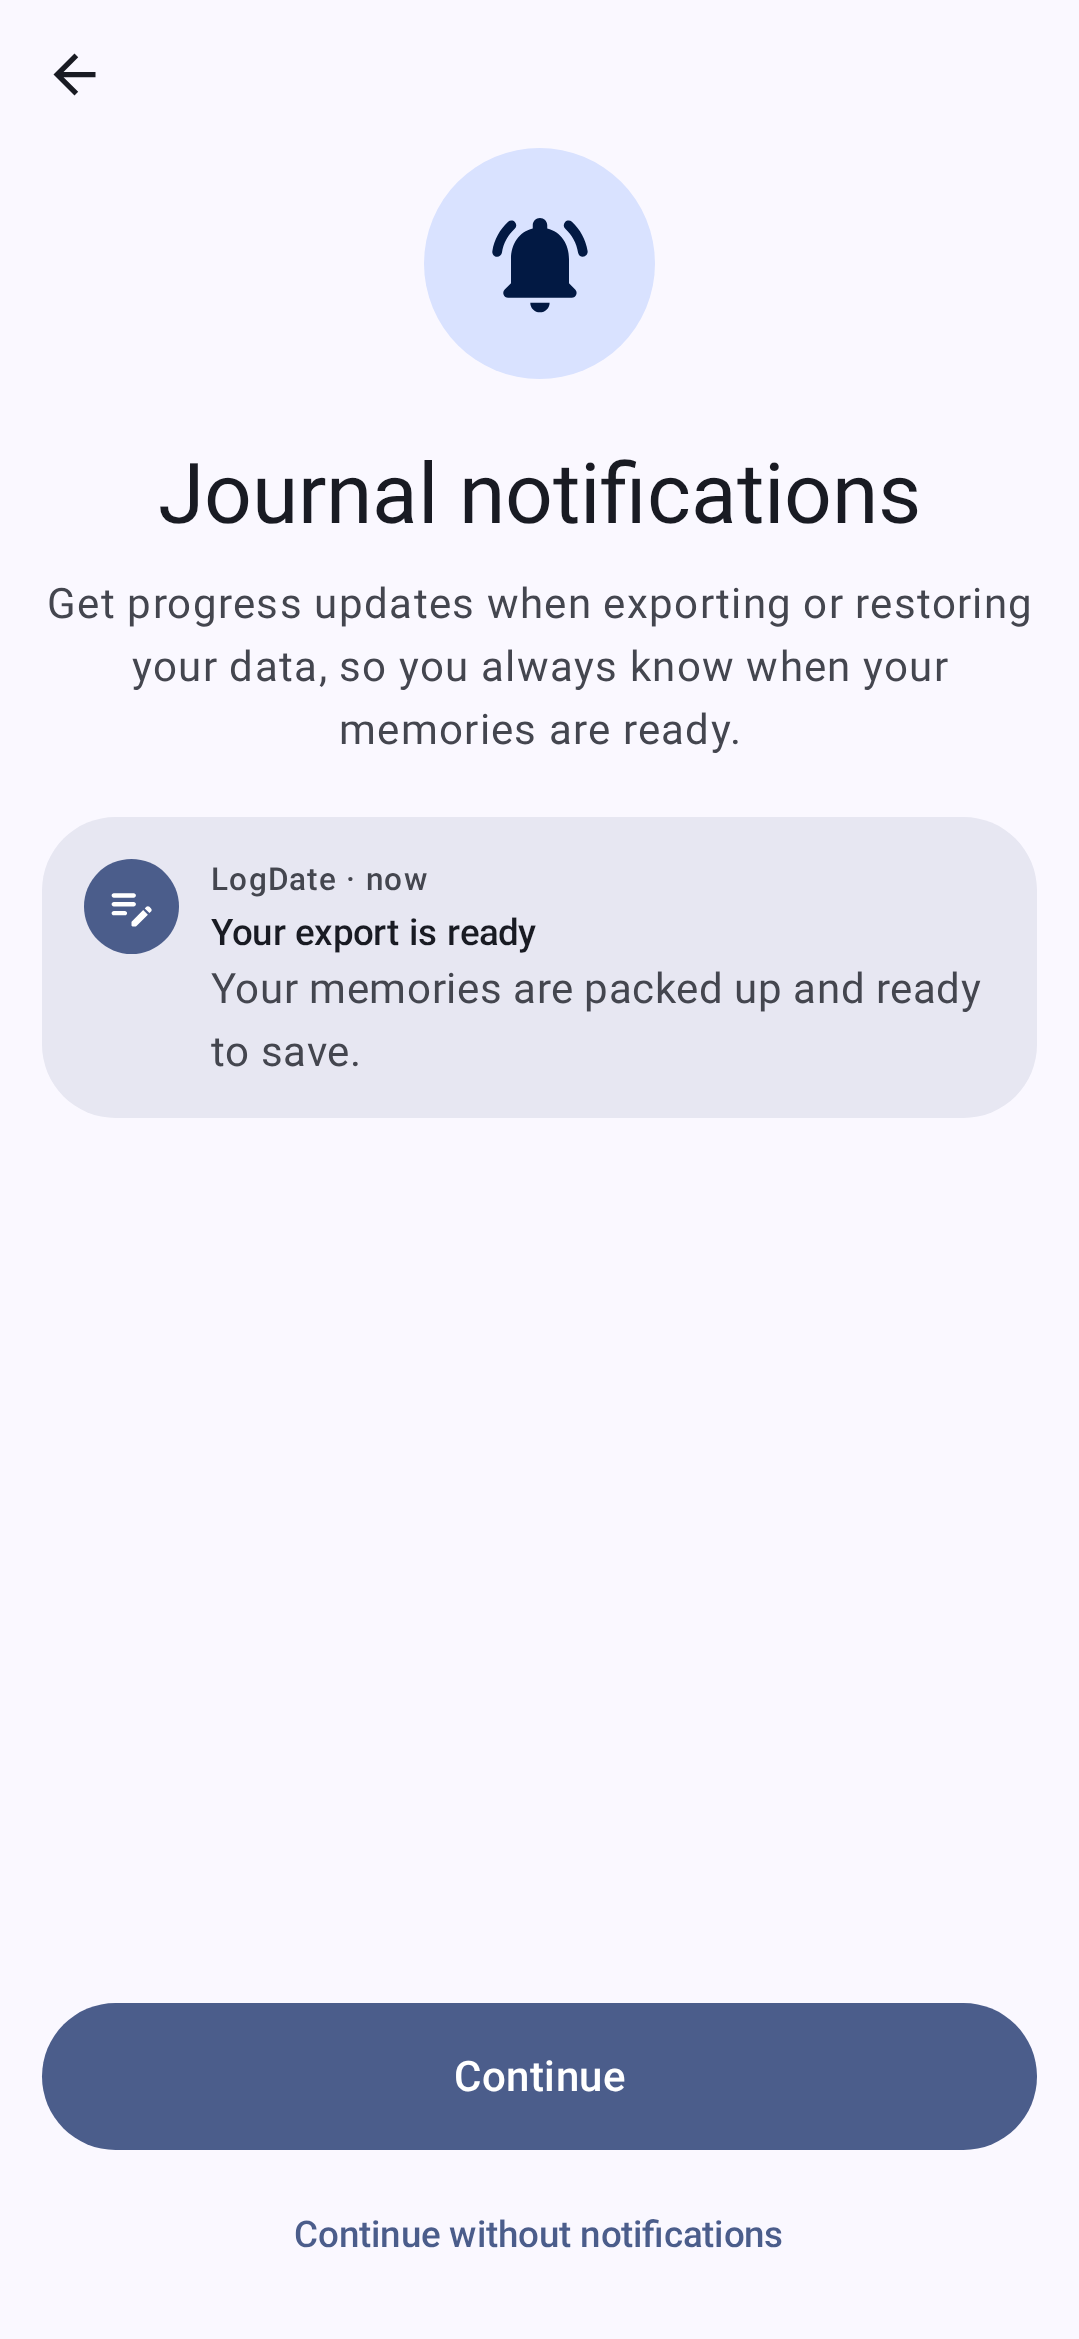 Journal notifications
Get progress updates when exporting or restoring
your data, so you always know when your
memories are ready.
LogDate · now
Your export is ready
Your memories are packed up and ready
to save.
Continue
Continue without notifications